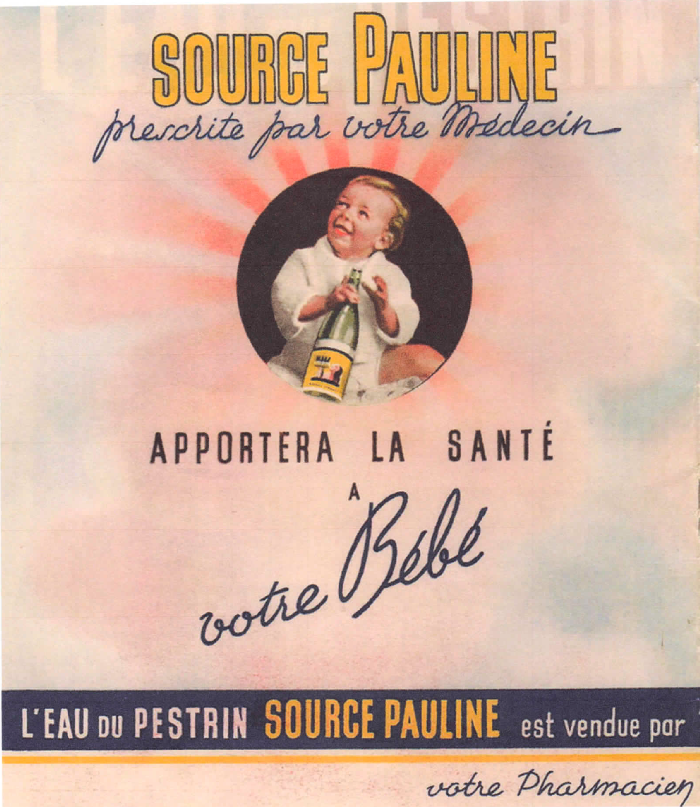 SOURCE PAULINE
prescrite par votre Médecin
APPORTERA LA SANTÉ
A
votre Bébé
L'EAU DU PESTRIN SOURCE PAULINE est vendue par
votre Pharmacien